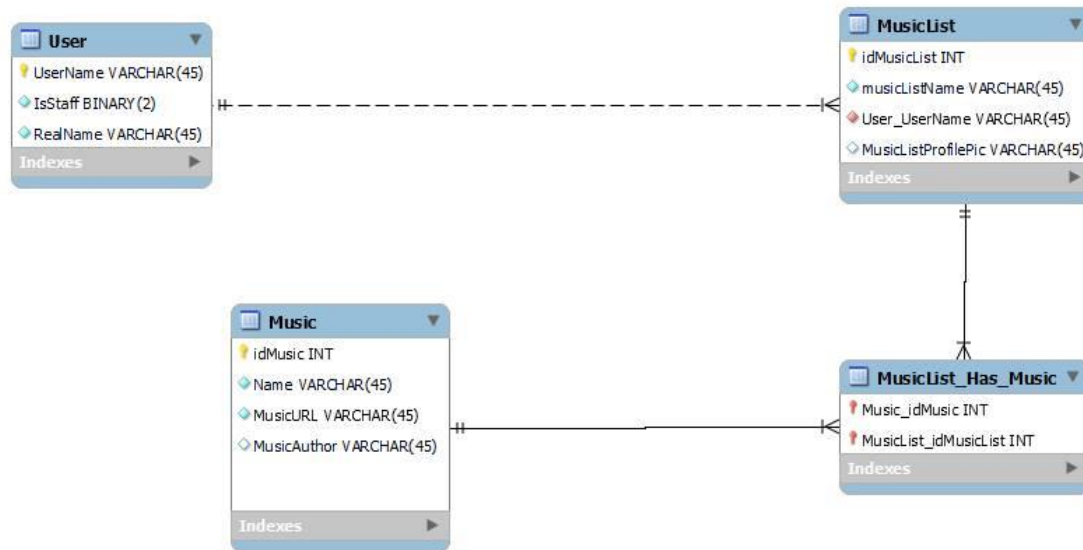 User
UserName VARCHAR(45)
IsStaff BINARY(2)
RealName VARCHAR(45)
Indexes
MusicList
idMusicList INT
musicListName VARCHAR(45)
User_UserName VARCHAR(45)
MusicListProfilePic VARCHAR(45)
Indexes
Music
idMusic INT
Name VARCHAR(45)
MusicURL VARCHAR(45)
MusicAuthor VARCHAR(45)
Indexes
MusicList_Has_Music
Music_idMusic INT
MusicList_idMusicList INT
Indexes